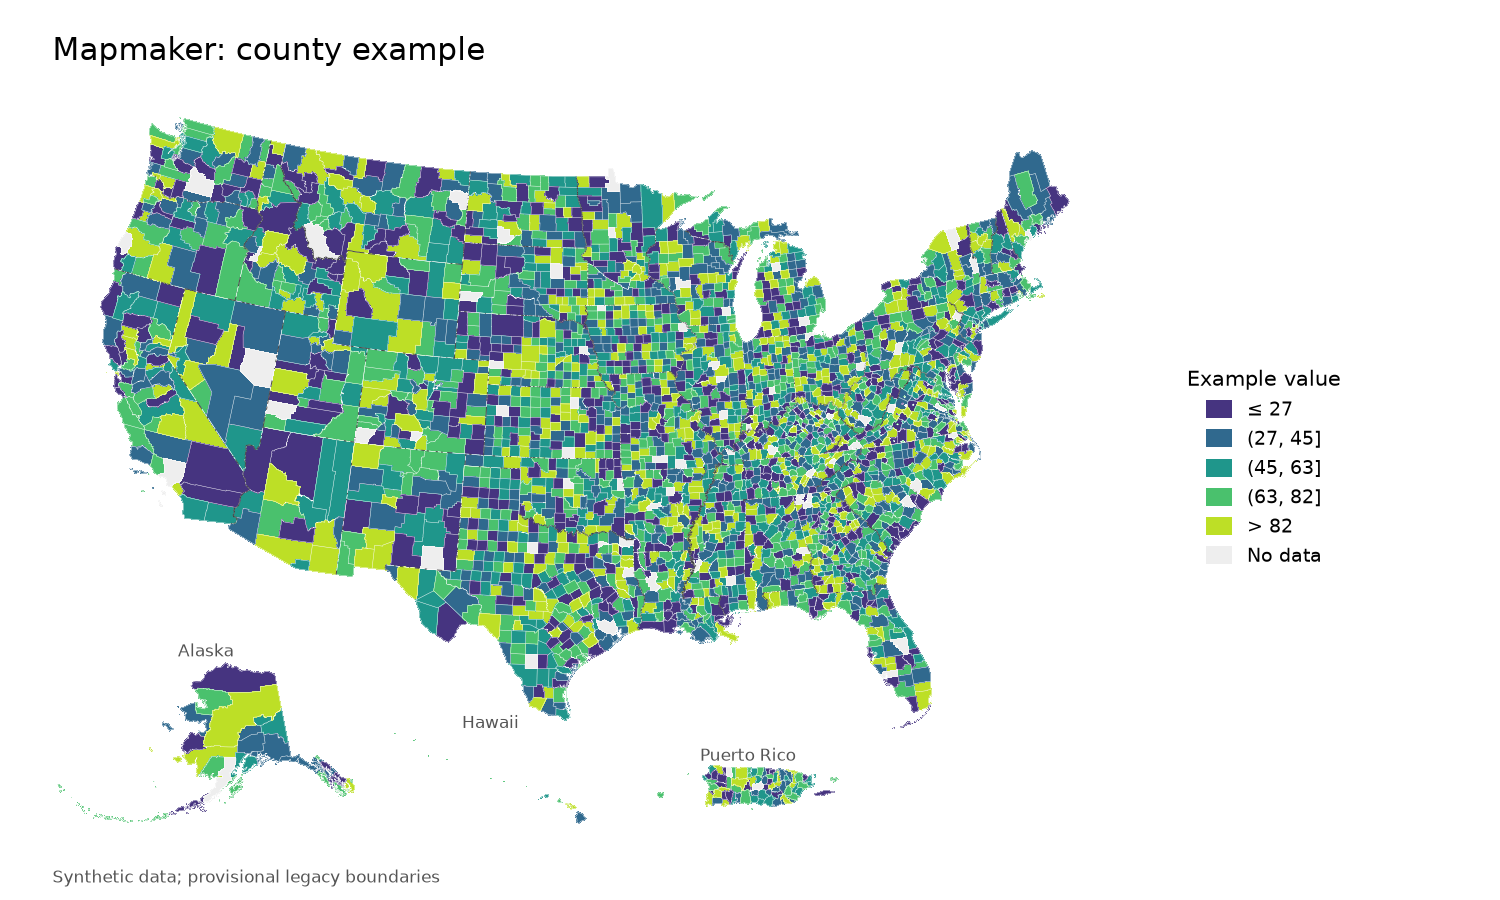 Mapmaker: county example
Example value
≤ 27
(27, 45]
(45, 63]
(63, 82]
> 82
No data
Alaska
Hawaii
Puerto Rico
Synthetic data; provisional legacy boundaries